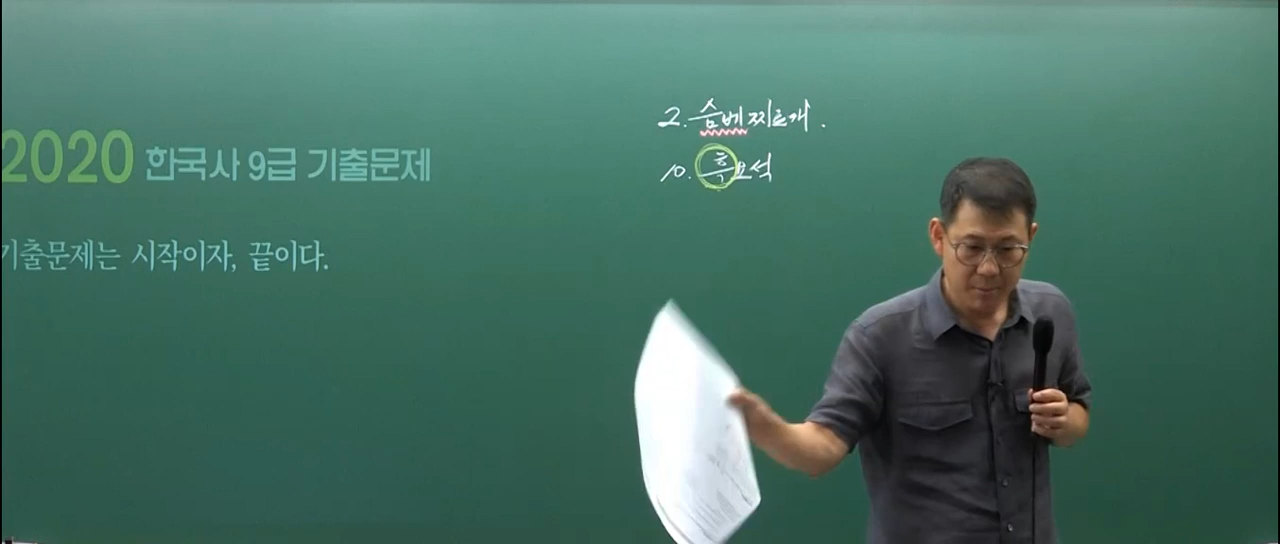 2020 한국사 9급 기출문제
기출문제는 시작이자, 끝이다.
2. 슴베찌르개.
10. 흑요석